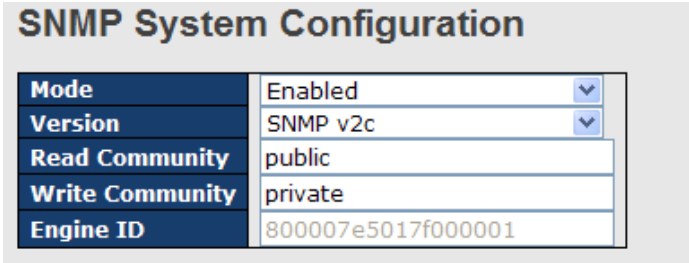 SNMP System Configuration
Mode Enabled
Version SNMP v2c
Read Community public
Write Community private
Engine ID 800007e5017f000001